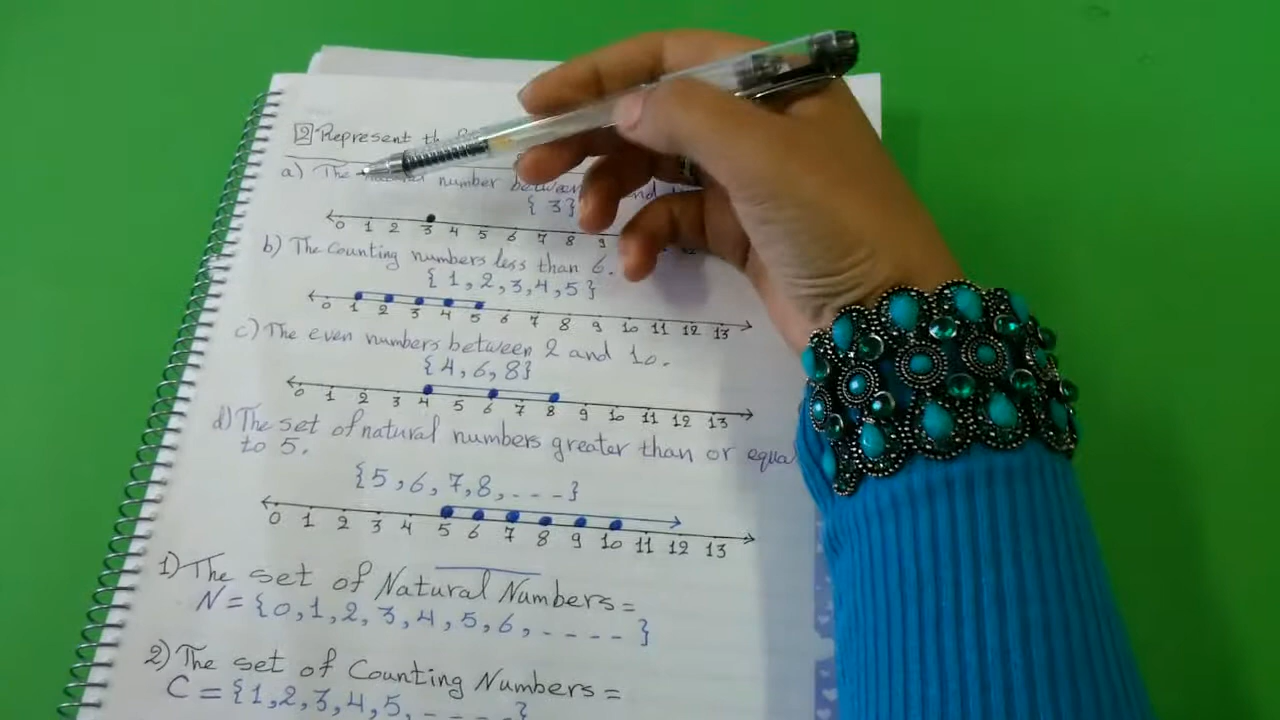 2 Represent
a) The natural number between
{3}
0 1 2 3 4 5 6 7 8 9
b) The Counting numbers less than 6.
{1, 2, 3, 4, 5}
0 1 2 3 4 5 6 7 8 9 10 11 12 13
c) The even numbers between 2 and 10.
{4, 6, 8}
0 1 2 3 4 5 6 7 8 9 10 11 12 13
d) The set of natural numbers greater than or equa
to 5.
{5, 6, 7, 8, - - - }
0 1 2 3 4 5 6 7 8 9 10 11 12 13
1) The set of Natural Numbers =
N = {0, 1, 2, 3, 4, 5, 6, - - - - }
2) The set of Counting Numbers =
C = {1, 2, 3, 4, 5, - - - - }